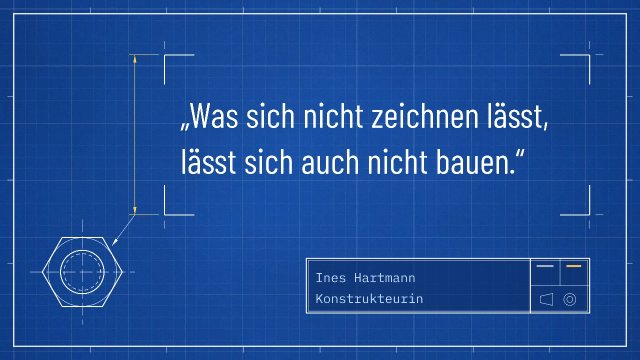 „Was sich nicht zeichnen lässt,
lässt sich auch nicht bauen.“
Ines Hartmann
Konstrukteurin